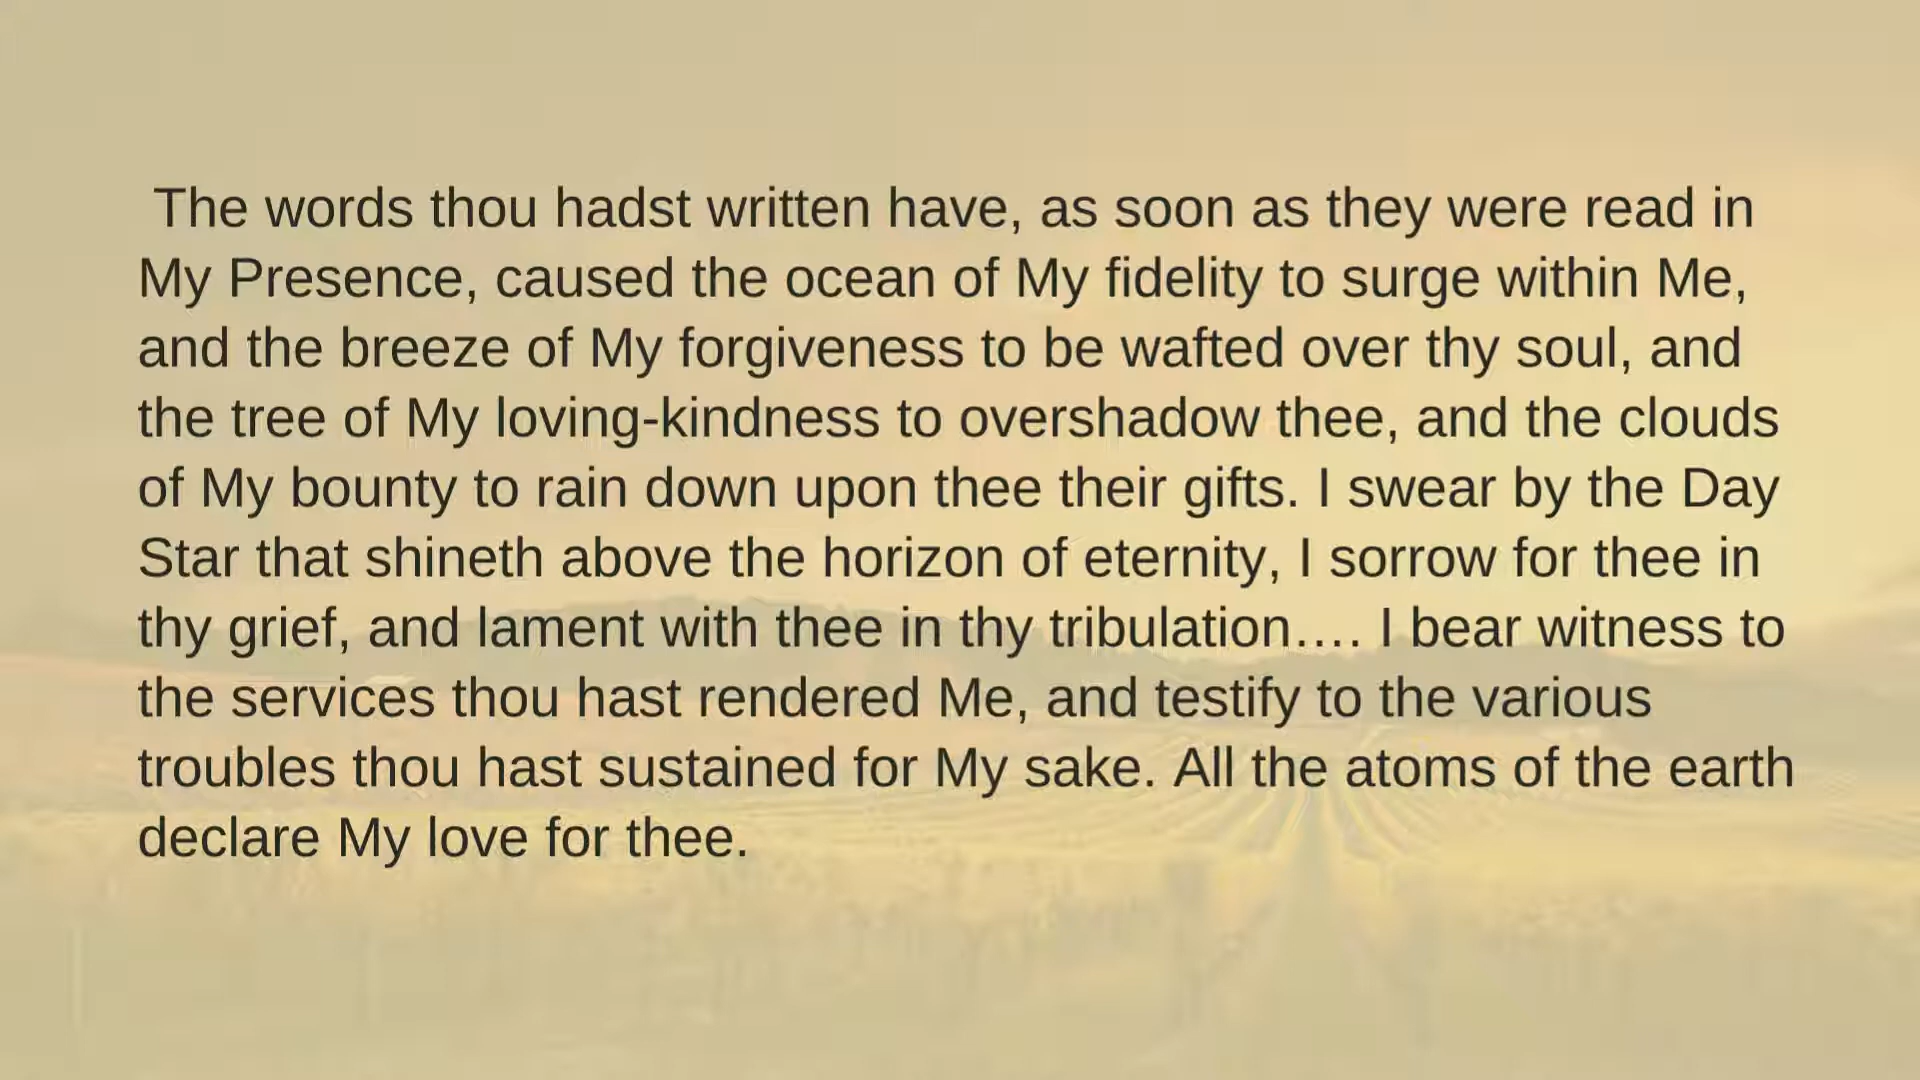 The words thou hadst written have, as soon as they were read in
My Presence, caused the ocean of My fidelity to surge within Me,
and the breeze of My forgiveness to be wafted over thy soul, and
the tree of My loving-kindness to overshadow thee, and the clouds
of My bounty to rain down upon thee their gifts. I swear by the Day
Star that shineth above the horizon of eternity, I sorrow for thee in
thy grief, and lament with thee in thy tribulation…. I bear witness to
the services thou hast rendered Me, and testify to the various
troubles thou hast sustained for My sake. All the atoms of the earth
declare My love for thee.